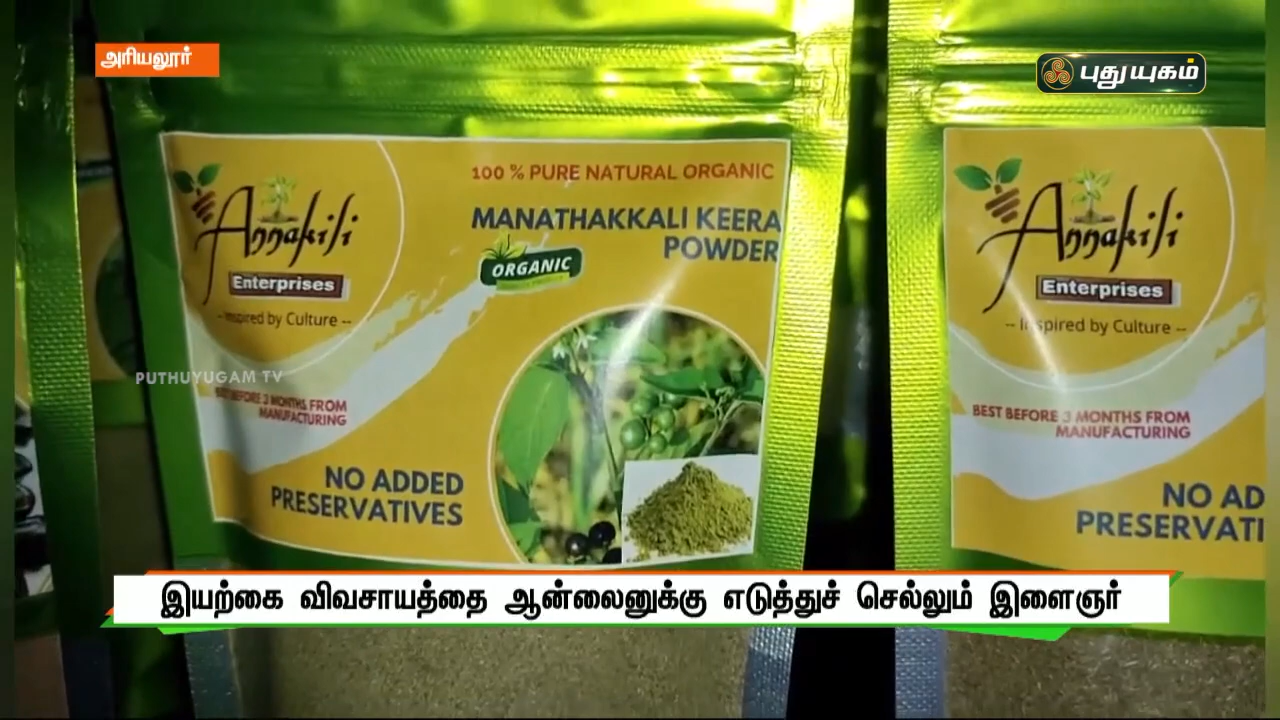 அரியலூர்
புதுயுகம்
100 % PURE NATURAL ORGANIC
MANATHAKKALI KEERA
POWDER
Annakili
Enterprises
-- Inspired by Culture --
ORGANIC
PUTHUYUGAM TV
BEST BEFORE 3 MONTHS FROM
MANUFACTURING
NO ADDED
PRESERVATIVES
Annakili
Enterprises
-- Inspired by Culture --
BEST BEFORE 3 MONTHS FROM
MANUFACTURING
NO AD
PRESERVATI
இயற்கை விவசாயத்தை ஆன்லைனுக்கு எடுத்துச் செல்லும் இளைஞர்